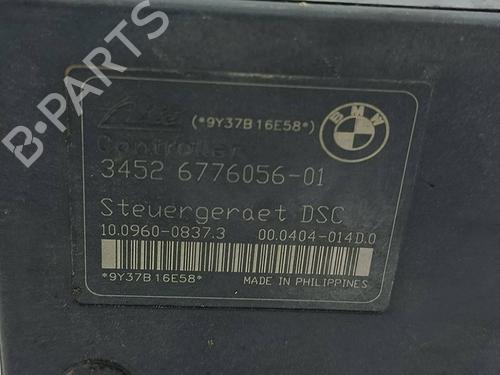 B-PARTS
Ate (*9Y37B16E58*) BMW
Controller
3452 6776056-01
Steuergeraet DSC
10.0960-0837.3 00.0404-014D.0
*9Y37B16E58* MADE IN PHILIPPINES